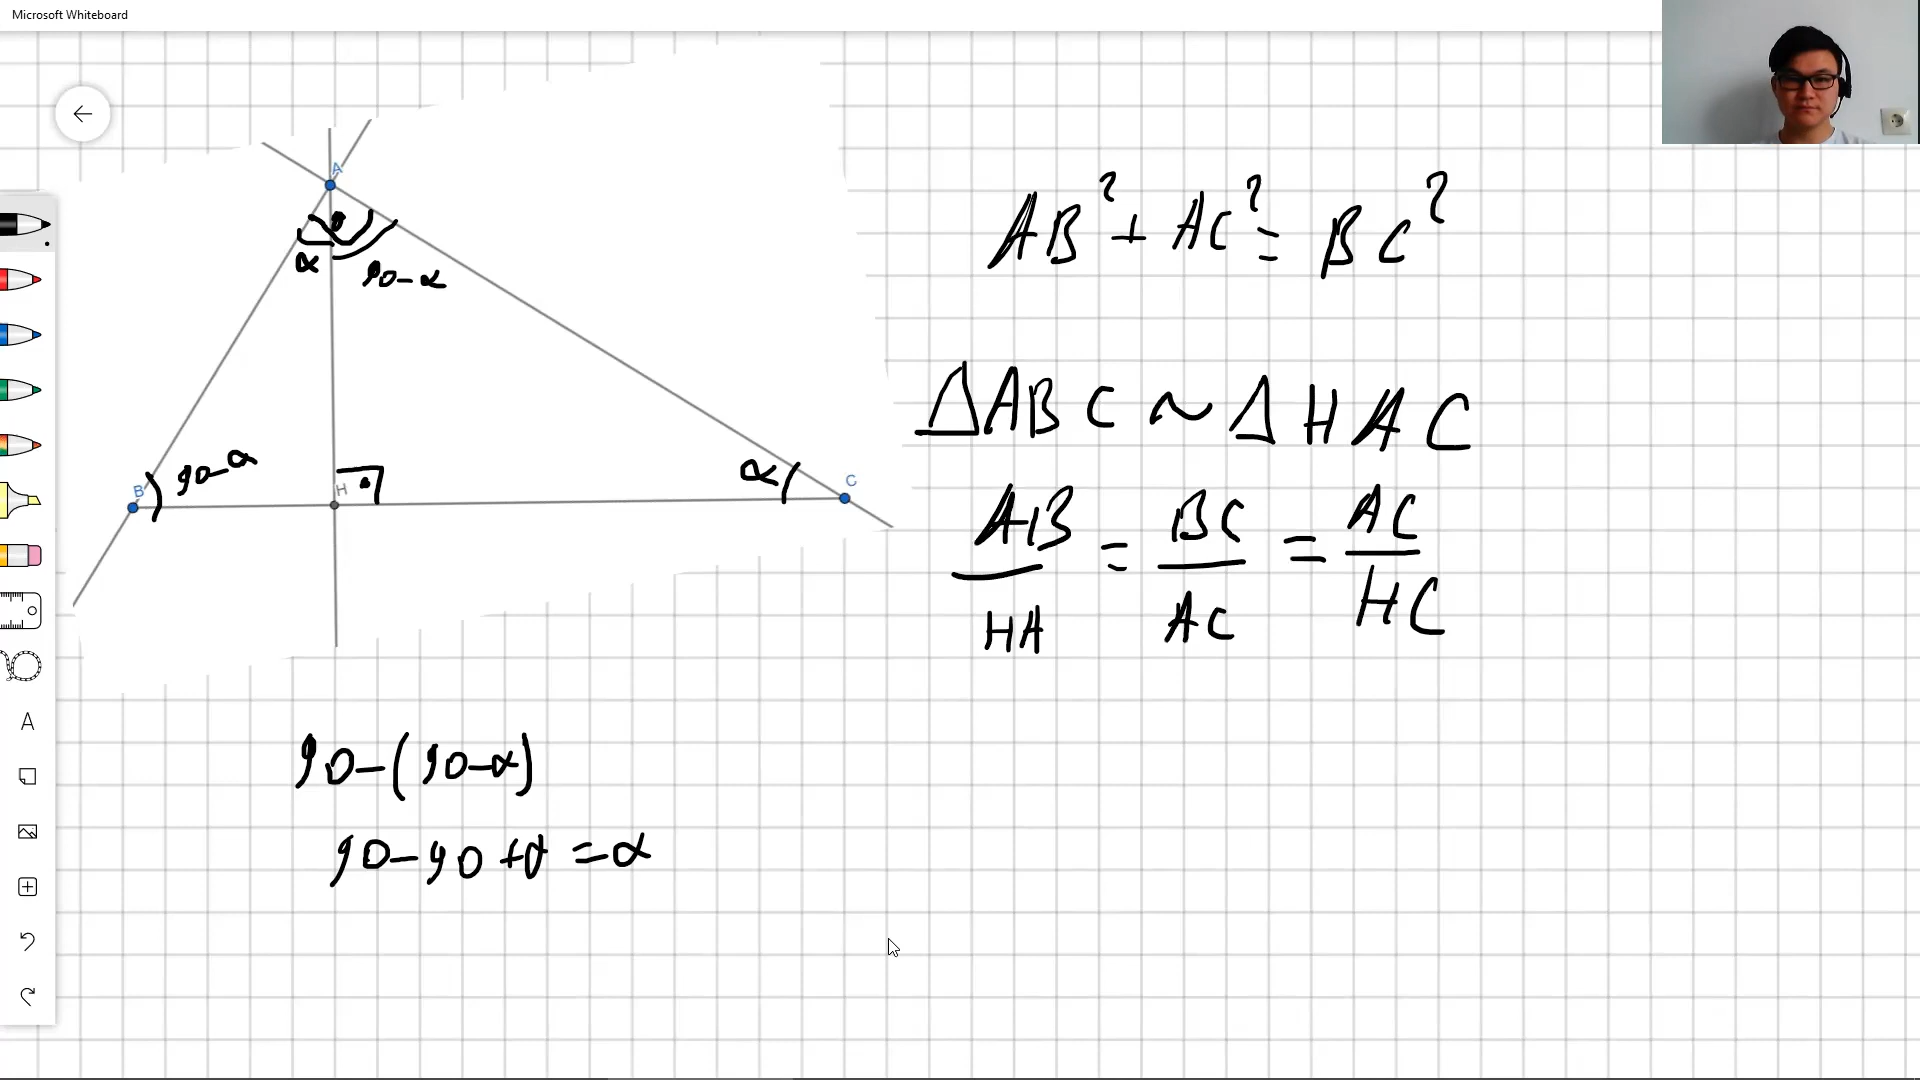 Microsoft Whiteboard
A
α
90-α
B
90-α
H
α
C
AB² + AC² = BC²
ΔABC ~ ΔHAC
AB/HA = BC/AC = AC/HC
90-(90-α)
90-90+α = α
A